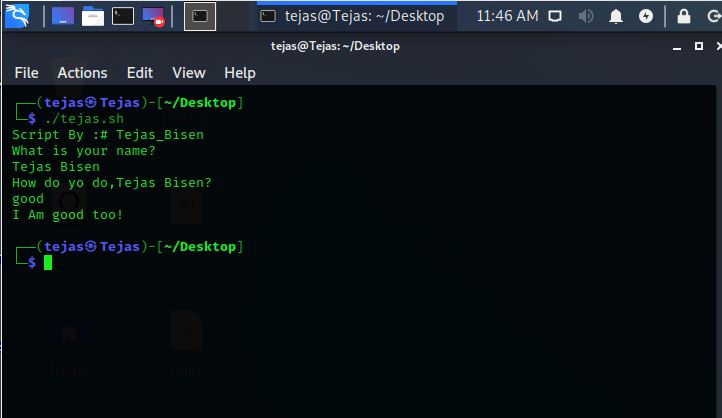 tejas@Tejas: ~/Desktop
11:46 AM
tejas@Tejas: ~/Desktop
File Actions Edit View Help
┌──(tejas㉿Tejas)-[~/Desktop]
└─$ ./tejas.sh
Script By :# Tejas_Bisen
What is your name?
Tejas Bisen
How do yo do,Tejas Bisen?
good
I Am good too!
┌──(tejas㉿Tejas)-[~/Desktop]
└─$
Home
tejas